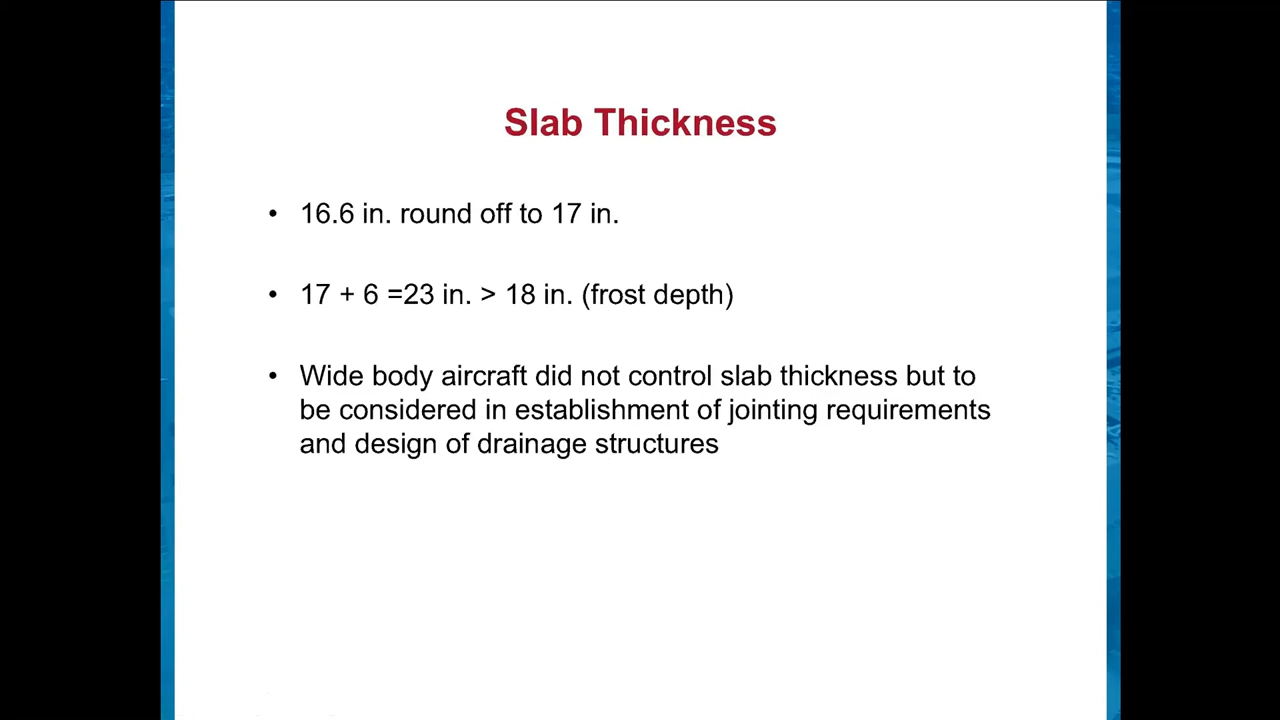 Slab Thickness
• 16.6 in. round off to 17 in.
• 17 + 6 =23 in. > 18 in. (frost depth)
• Wide body aircraft did not control slab thickness but to
be considered in establishment of jointing requirements
and design of drainage structures